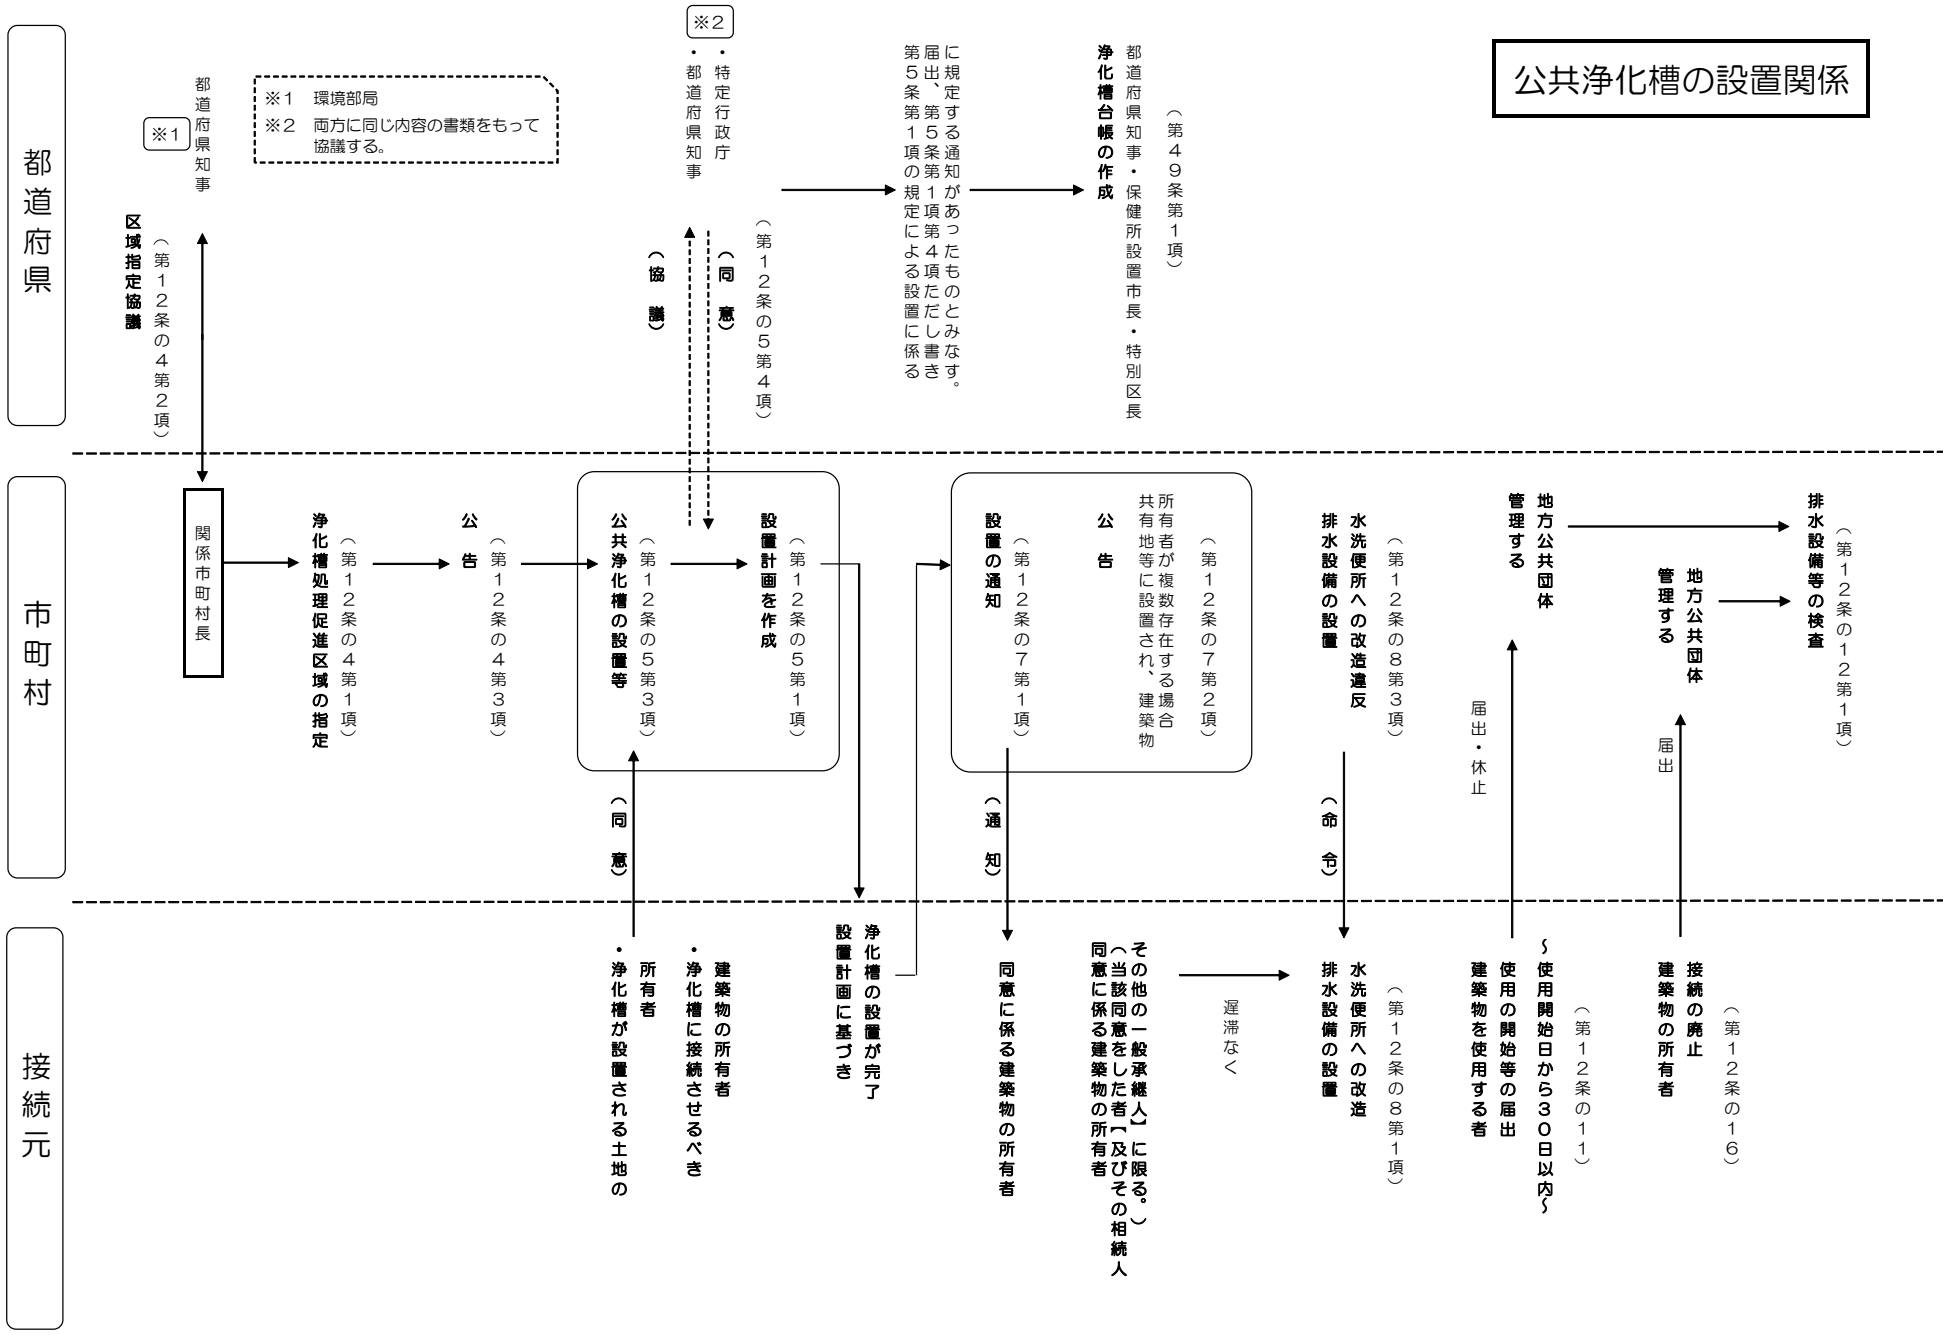 公共浄化槽の設置関係
都道府県
※1
都道府県知事
※1 環境部局
※2 両方に同じ内容の書類をもって
協議する。
区域指定協議
（第12条の4第2項）
※2
・特定行政庁
・都道府県知事
（協 議）
（同 意）
（第12条の5第4項）
第5条第1項の規定による設置に係る
届出、第5条第1項第4項ただし書き
に規定する通知があったものとみなす。
浄化槽台帳の作成
都道府県知事・保健所設置市長・特別区長
（第49条第1項）
市町村
関係市町村長
浄化槽処理促進区域の指定
（第12条の4第1項）
公 告
（第12条の4第3項）
公共浄化槽の設置等
（第12条の5第3項）
設置計画を作成
（第12条の5第1項）
（同 意）
設置の通知
（第12条の7第1項）
公 告
共有地等に設置され、建築物
所有者が複数存在する場合
（第12条の7第2項）
（通 知）
水洗便所への改造違反
排水設備の設置
（第12条の8第3項）
（命 令）
地方公共団体
管理する
届出・休止
地方公共団体
管理する
届出
排水設備等の検査
（第12条の12第1項）
接続元
・浄化槽が設置される土地の
所有者
・浄化槽に接続させるべき
建築物の所有者
設置計画に基づき
浄化槽の設置が完了
同意に係る建築物の所有者
同意に係る建築物の所有者
（当該同意をした者【及びその相続人
その他の一般承継人】に限る。）
遅滞なく
水洗便所への改造
排水設備の設置
（第12条の8第1項）
建築物を使用する者
使用の開始等の届出
～使用開始日から30日以内～
（第12条の11）
接続の廃止
建築物の所有者
（第12条の16）